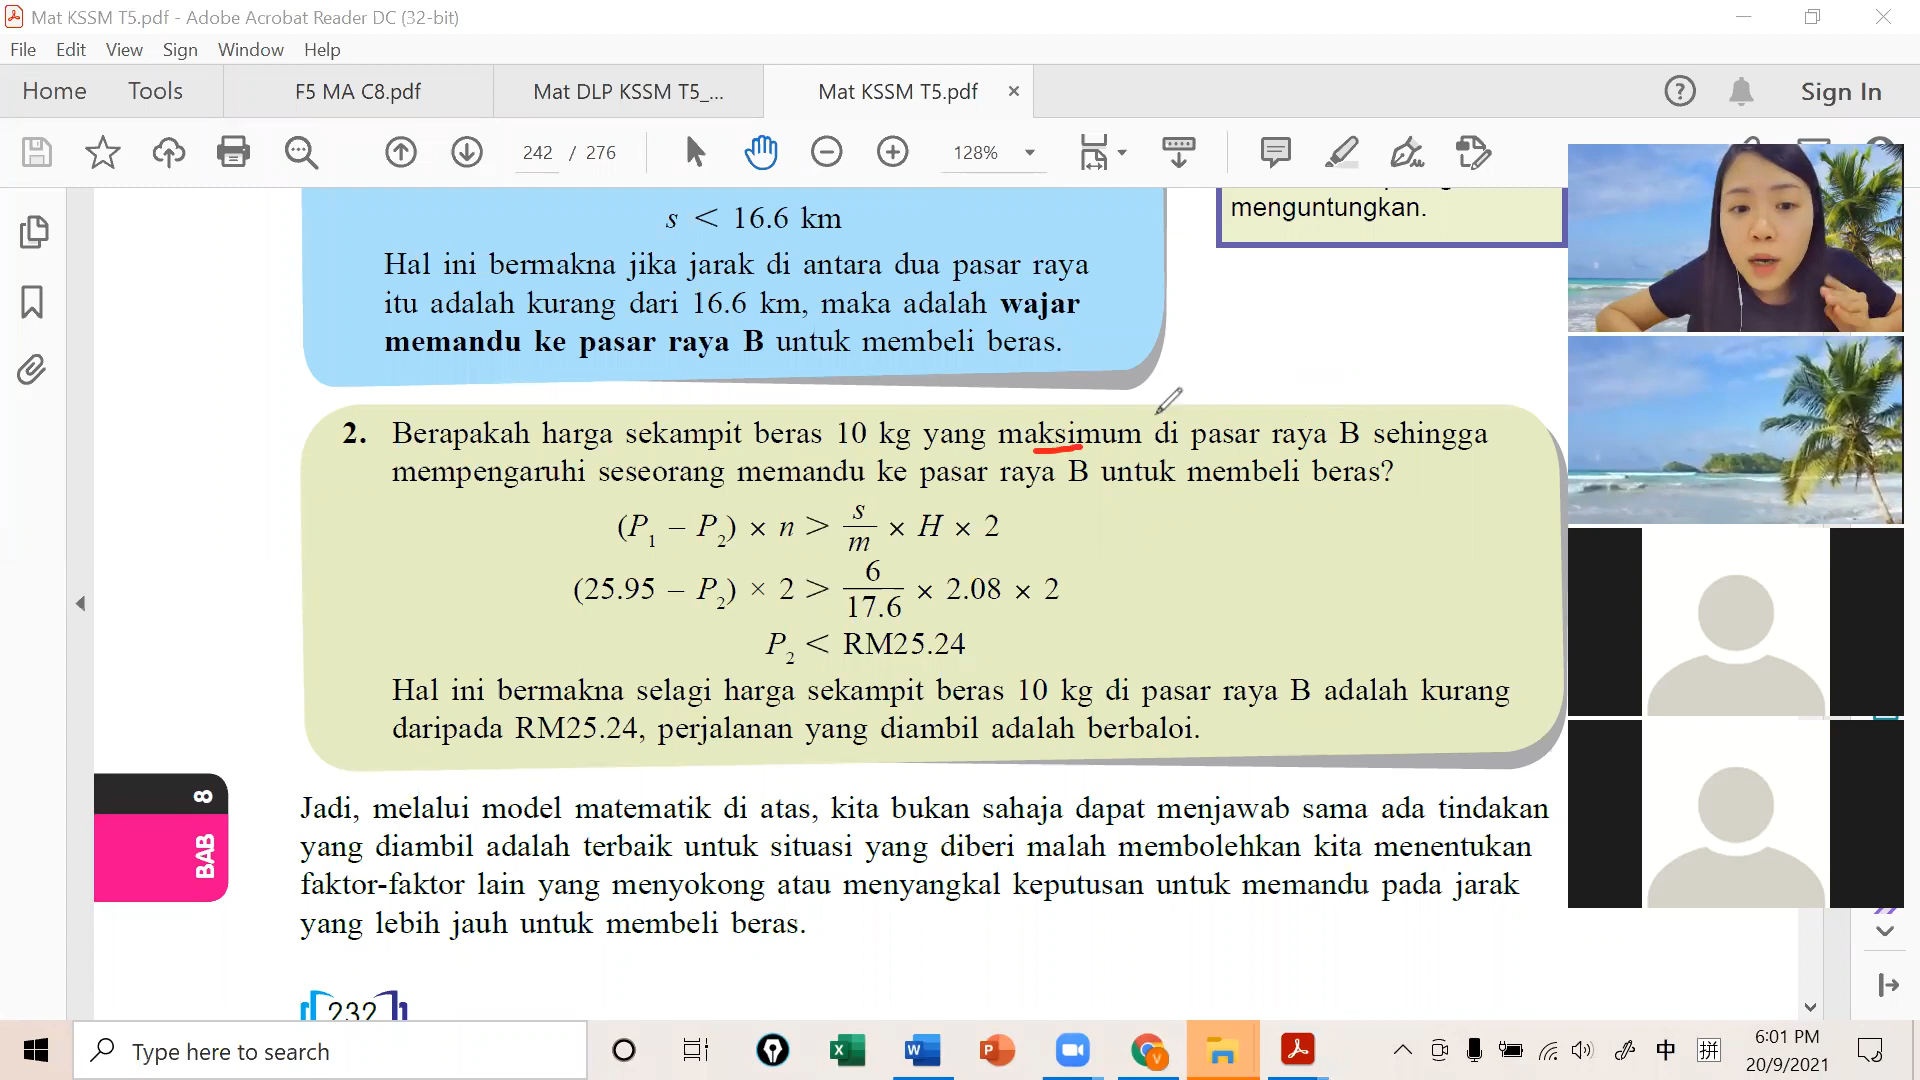 Mat KSSM T5.pdf - Adobe Acrobat Reader DC (32-bit)
File Edit View Sign Window Help
Home Tools F5 MA C8.pdf Mat DLP KSSM T5_... Mat KSSM T5.pdf × ? Sign In
242 / 276 128%
menguntungkan.
s < 16.6 km
Hal ini bermakna jika jarak di antara dua pasar raya
itu adalah kurang dari 16.6 km, maka adalah wajar
memandu ke pasar raya B untuk membeli beras.
2. Berapakah harga sekampit beras 10 kg yang maksimum di pasar raya B sehingga
mempengaruhi seseorang memandu ke pasar raya B untuk membeli beras?
(P₁ – P₂) × n > s/m × H × 2
(25.95 – P₂) × 2 > 6/17.6 × 2.08 × 2
P₂ < RM25.24
Hal ini bermakna selagi harga sekampit beras 10 kg di pasar raya B adalah kurang
daripada RM25.24, perjalanan yang diambil adalah berbaloi.
BAB 8
Jadi, melalui model matematik di atas, kita bukan sahaja dapat menjawab sama ada tindakan
yang diambil adalah terbaik untuk situasi yang diberi malah membolehkan kita menentukan
faktor-faktor lain yang menyokong atau menyangkal keputusan untuk memandu pada jarak
yang lebih jauh untuk membeli beras.
232
Type here to search
中 拼
6:01 PM
20/9/2021